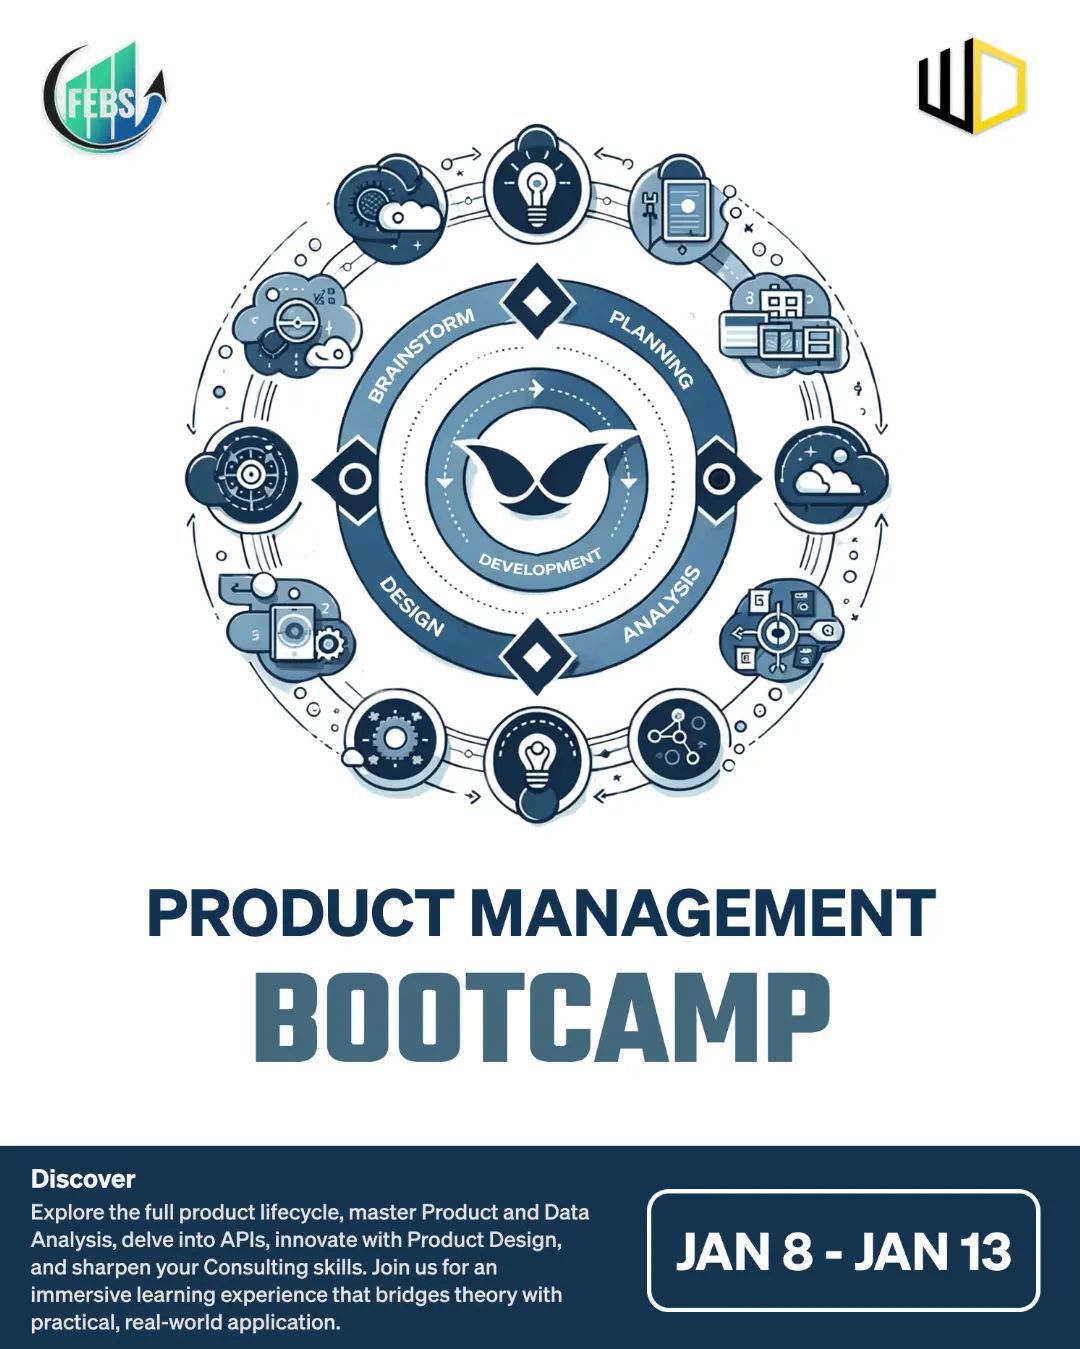 FEBS
BRAINSTORM
PLANNING
DEVELOPMENT
DESIGN
ANALYSIS
PRODUCT MANAGEMENT
BOOTCAMP
Discover
Explore the full product lifecycle, master Product and Data
Analysis, delve into APIs, innovate with Product Design,
and sharpen your Consulting skills. Join us for an
immersive learning experience that bridges theory with
practical, real-world application.
JAN 8 - JAN 13